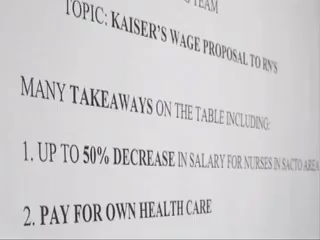 TEAM
TOPIC: KAISER'S WAGE PROPOSAL TO RN'S
MANY TAKEAWAYS ON THE TABLE INCLUDING:
1. UP TO 50% DECREASE IN SALARY FOR NURSES IN SACTO AREA
2. PAY FOR OWN HEALTH CARE